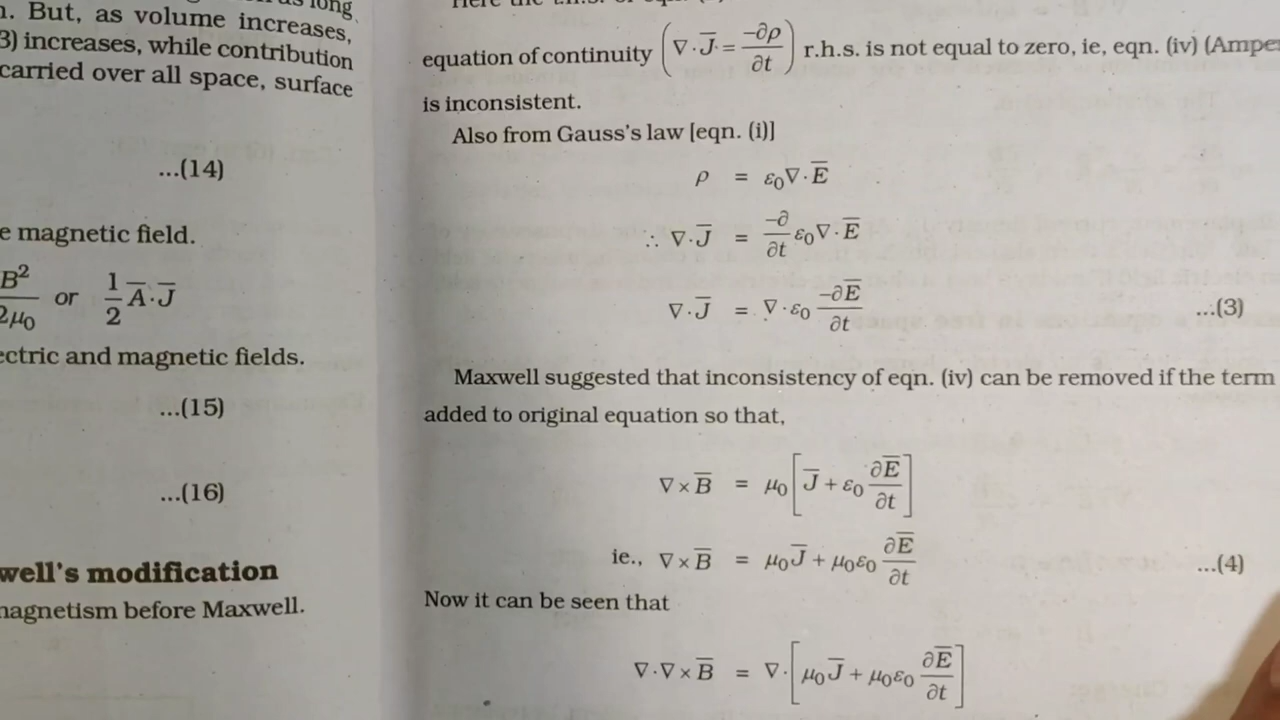 long
n. But, as volume increases,
3) increases, while contribution
carried over all space, surface
...(14)
e magnetic field.
B²/2μ₀ or 1/2 A̅·J̅
ectric and magnetic fields.
...(15)
...(16)
well's modification
nagnetism before Maxwell.
equation of continuity (∇·J̅ = −∂ρ/∂t) r.h.s. is not equal to zero, ie, eqn. (iv) (Ampe
is inconsistent.
Also from Gauss's law [eqn. (i)]
ρ = ε₀∇·E̅
∴ ∇·J̅ = −∂/∂t ε₀∇·E̅
∇·J̅ = ∇·ε₀ −∂E̅/∂t ...(3)
Maxwell suggested that inconsistency of eqn. (iv) can be removed if the term
added to original equation so that,
∇×B̅ = μ₀[J̅ + ε₀ ∂E̅/∂t]
ie., ∇×B̅ = μ₀J̅ + μ₀ε₀ ∂E̅/∂t ...(4)
Now it can be seen that
∇·∇×B̅ = ∇·[μ₀J̅ + μ₀ε₀ ∂E̅/∂t]